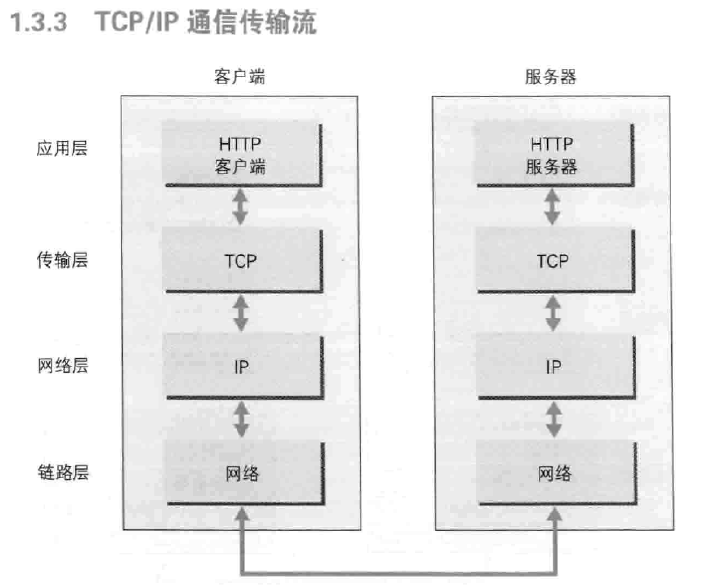 1.3.3 TCP/IP 通信传输流
客户端 服务器
应用层 HTTP HTTP
客户端 服务器
传输层 TCP TCP
网络层 IP IP
链路层 网络 网络